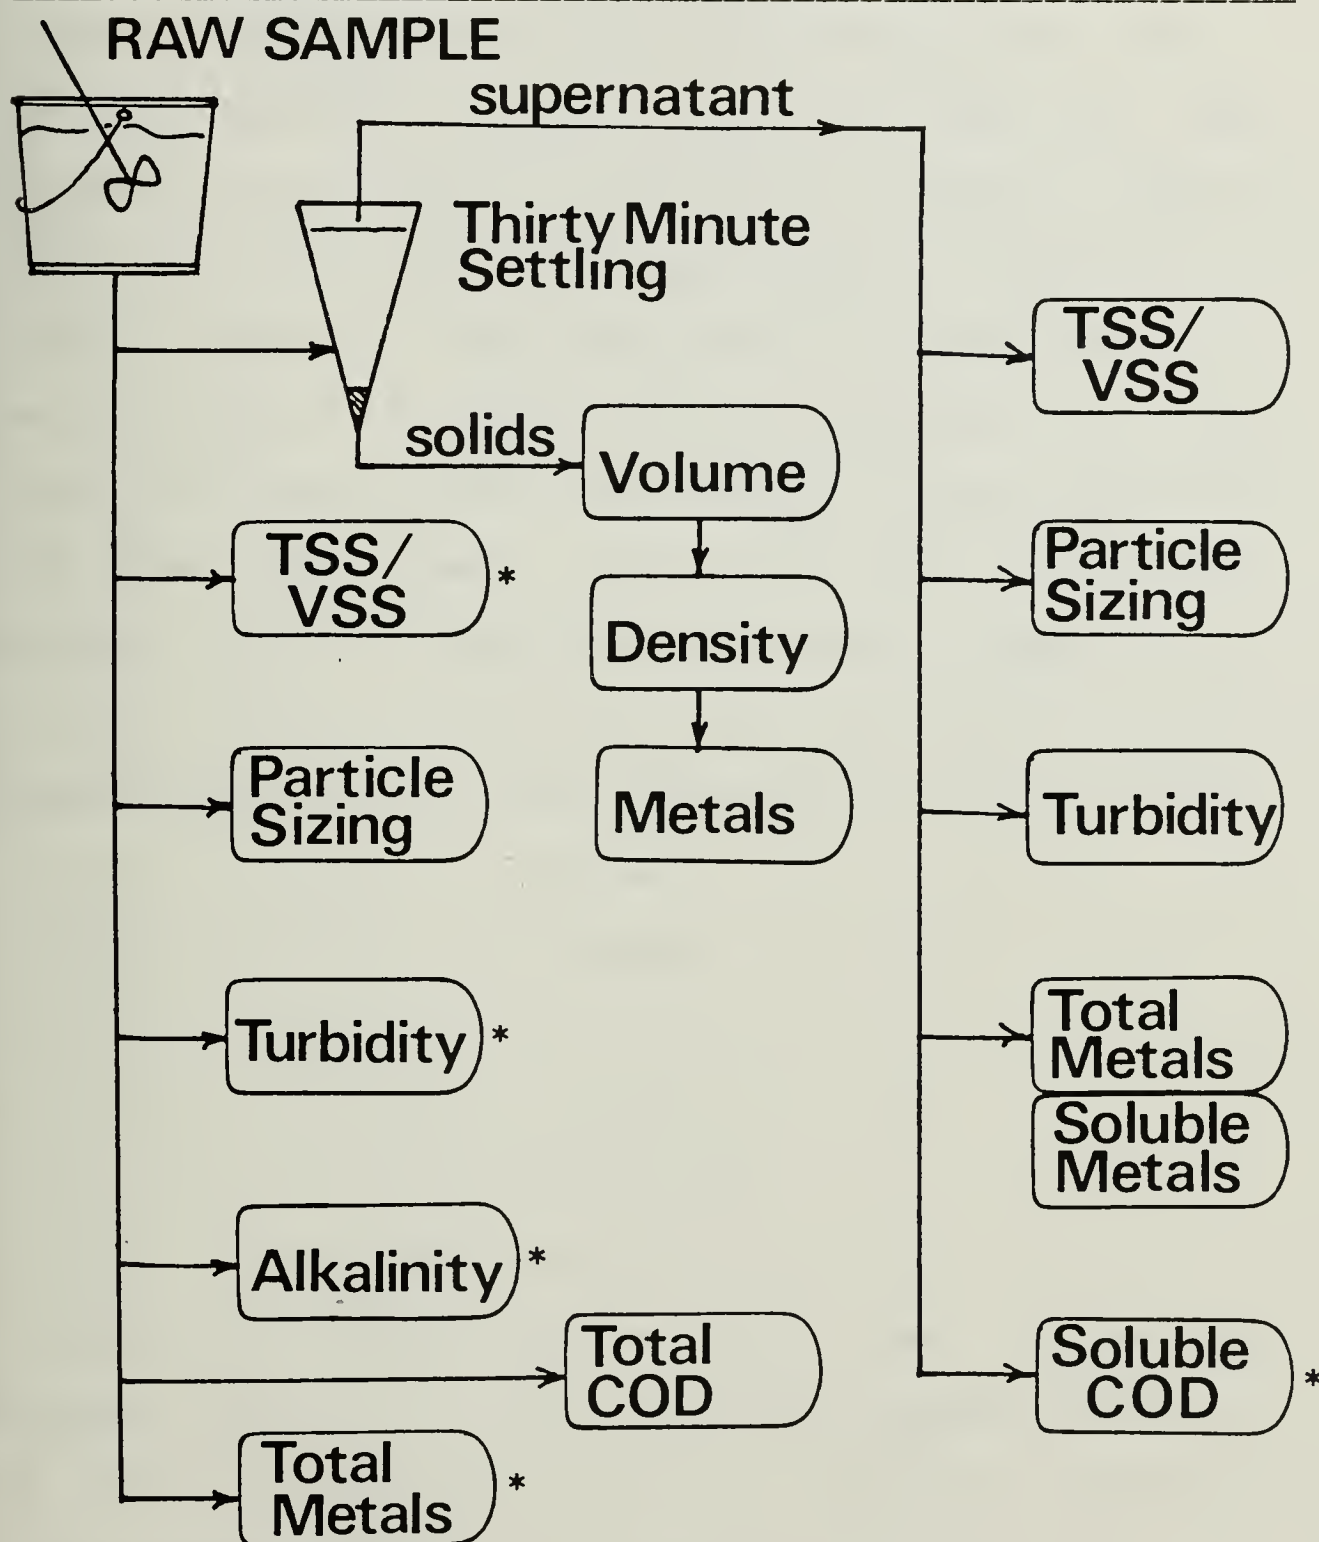 RAW SAMPLE
supernatant
Thirty Minute
Settling
solids
Volume
Density
Metals
TSS/
VSS
*
Particle
Sizing
Turbidity
*
Alkalinity
*
Total
COD
Total
Metals
*
TSS/
VSS
Particle
Sizing
Turbidity
Total
Metals
Soluble
Metals
Soluble
COD
*